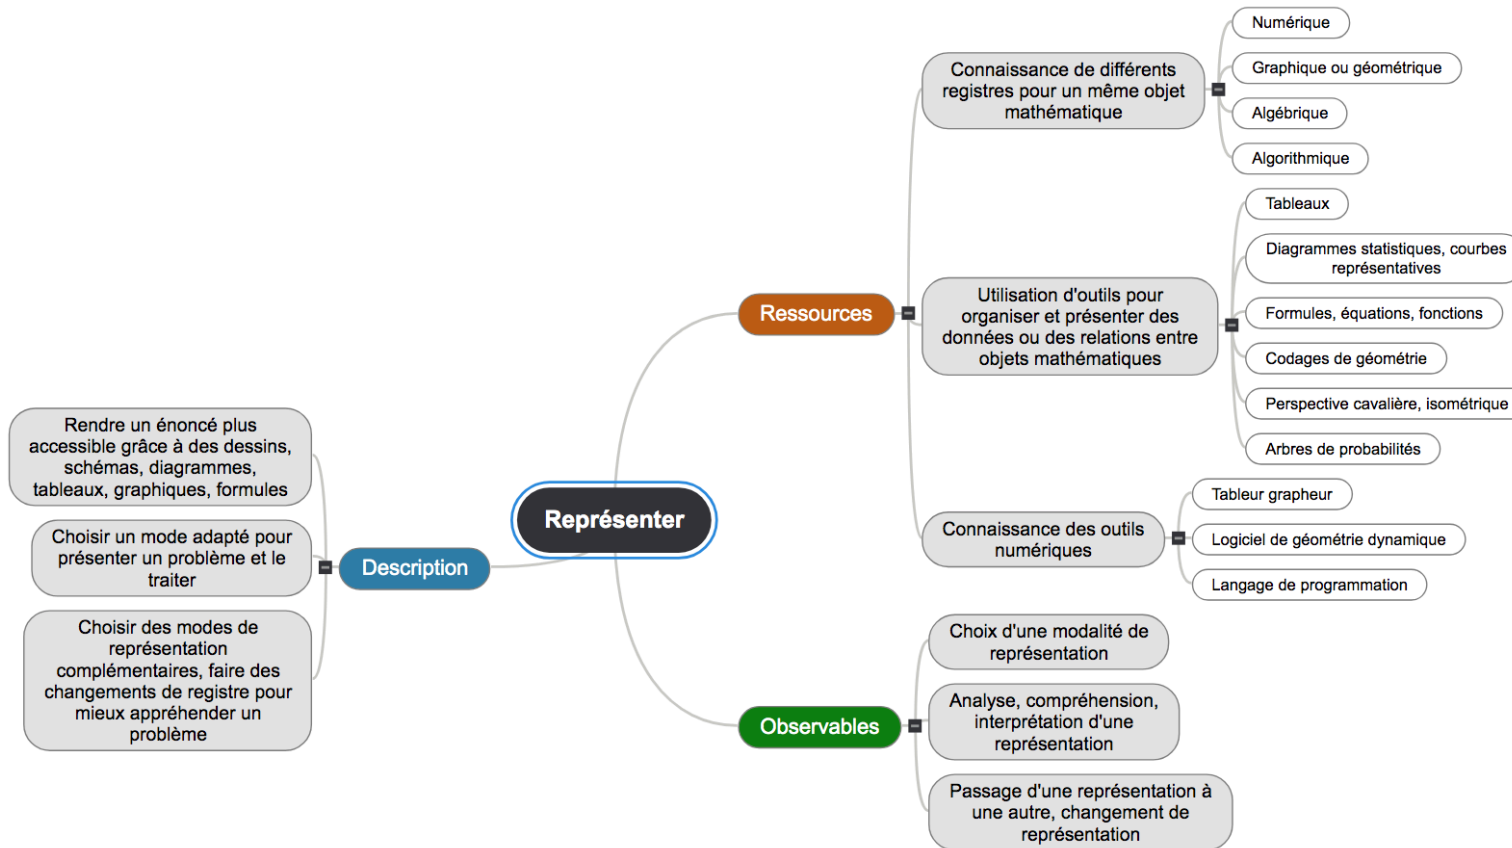 Représenter
Ressources
Connaissance de différents
registres pour un même objet
mathématique
Numérique
Graphique ou géométrique
Algébrique
Algorithmique
Utilisation d'outils pour
organiser et présenter des
données ou des relations entre
objets mathématiques
Tableaux
Diagrammes statistiques, courbes
représentatives
Formules, équations, fonctions
Codages de géométrie
Perspective cavalière, isométrique
Arbres de probabilités
Connaissance des outils
numériques
Tableur grapheur
Logiciel de géométrie dynamique
Langage de programmation
Observables
Choix d'une modalité de
représentation
Analyse, compréhension,
interprétation d'une
représentation
Passage d'une représentation à
une autre, changement de
représentation
Description
Rendre un énoncé plus
accessible grâce à des dessins,
schémas, diagrammes,
tableaux, graphiques, formules
Choisir un mode adapté pour
présenter un problème et le
traiter
Choisir des modes de
représentation
complémentaires, faire des
changements de registre pour
mieux appréhender un
problème